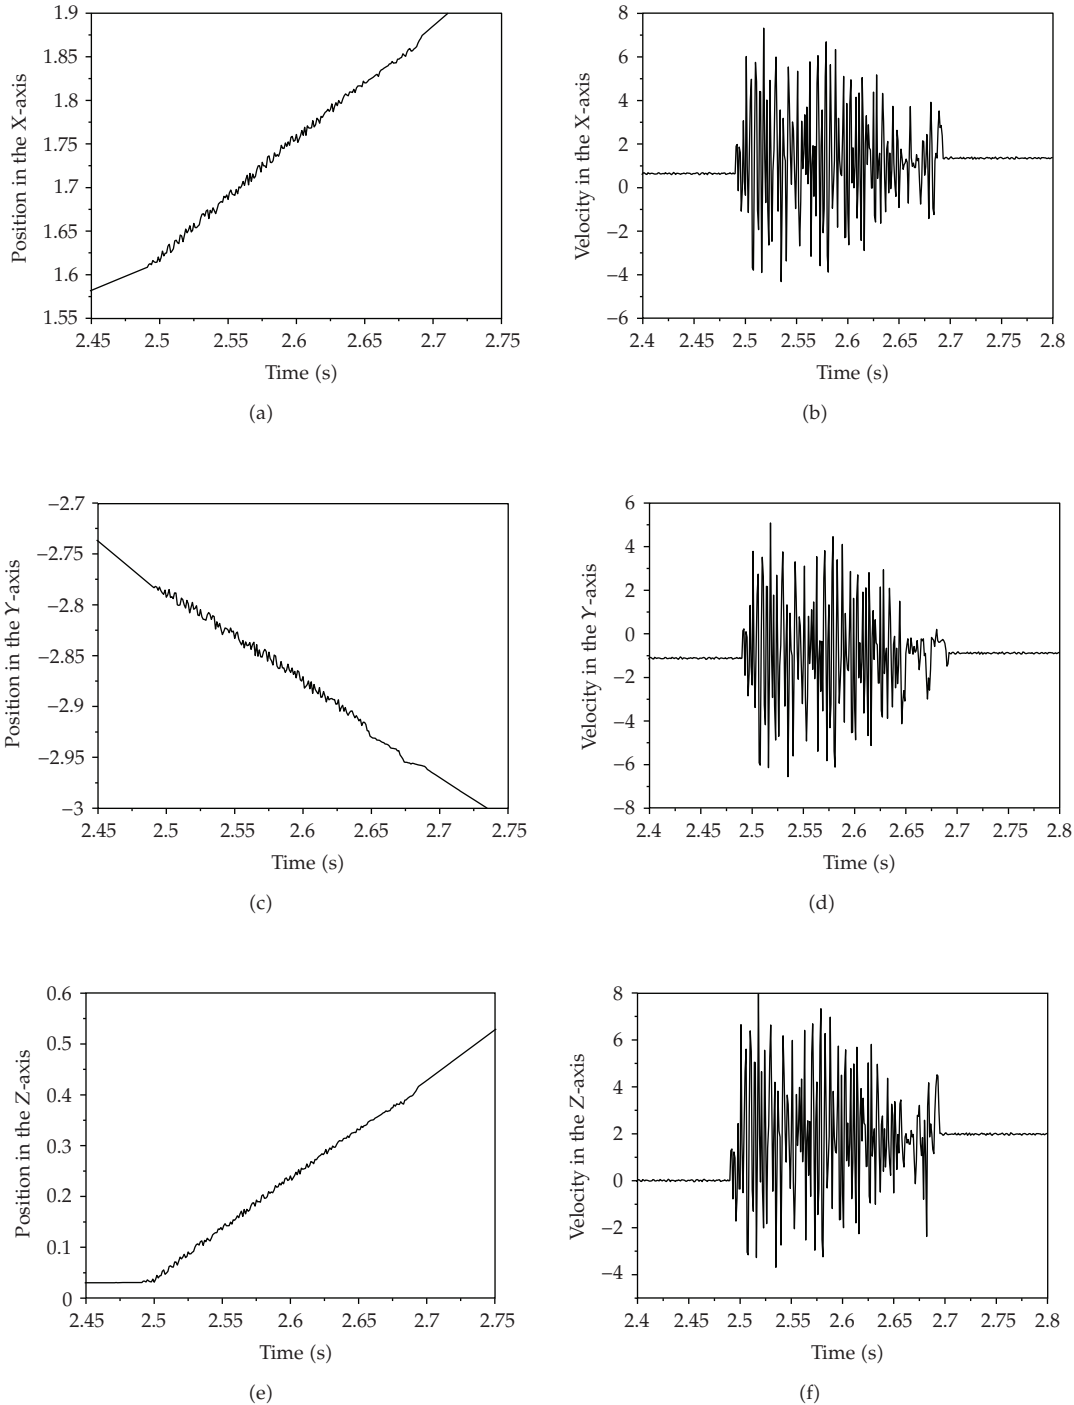 1.9
1.85
1.8
1.75
1.7
1.65
1.6
1.55
Position in the X-axis
2.45 2.5 2.55 2.6 2.65 2.7 2.75
Time (s)
(a)
8
6
4
2
0
−2
−4
−6
Velocity in the X-axis
2.4 2.45 2.5 2.55 2.6 2.65 2.7 2.75 2.8
Time (s)
(b)
−2.7
−2.75
−2.8
−2.85
−2.9
−2.95
−3
Position in the Y-axis
2.45 2.5 2.55 2.6 2.65 2.7 2.75
Time (s)
(c)
6
4
2
0
−2
−4
−6
−8
Velocity in the Y-axis
2.4 2.45 2.5 2.55 2.6 2.65 2.7 2.75 2.8
Time (s)
(d)
0.6
0.5
0.4
0.3
0.2
0.1
0
Position in the Z-axis
2.45 2.5 2.55 2.6 2.65 2.7 2.75
Time (s)
(e)
8
6
4
2
0
−2
−4
Velocity in the Z-axis
2.4 2.45 2.5 2.55 2.6 2.65 2.7 2.75 2.8
Time (s)
(f)